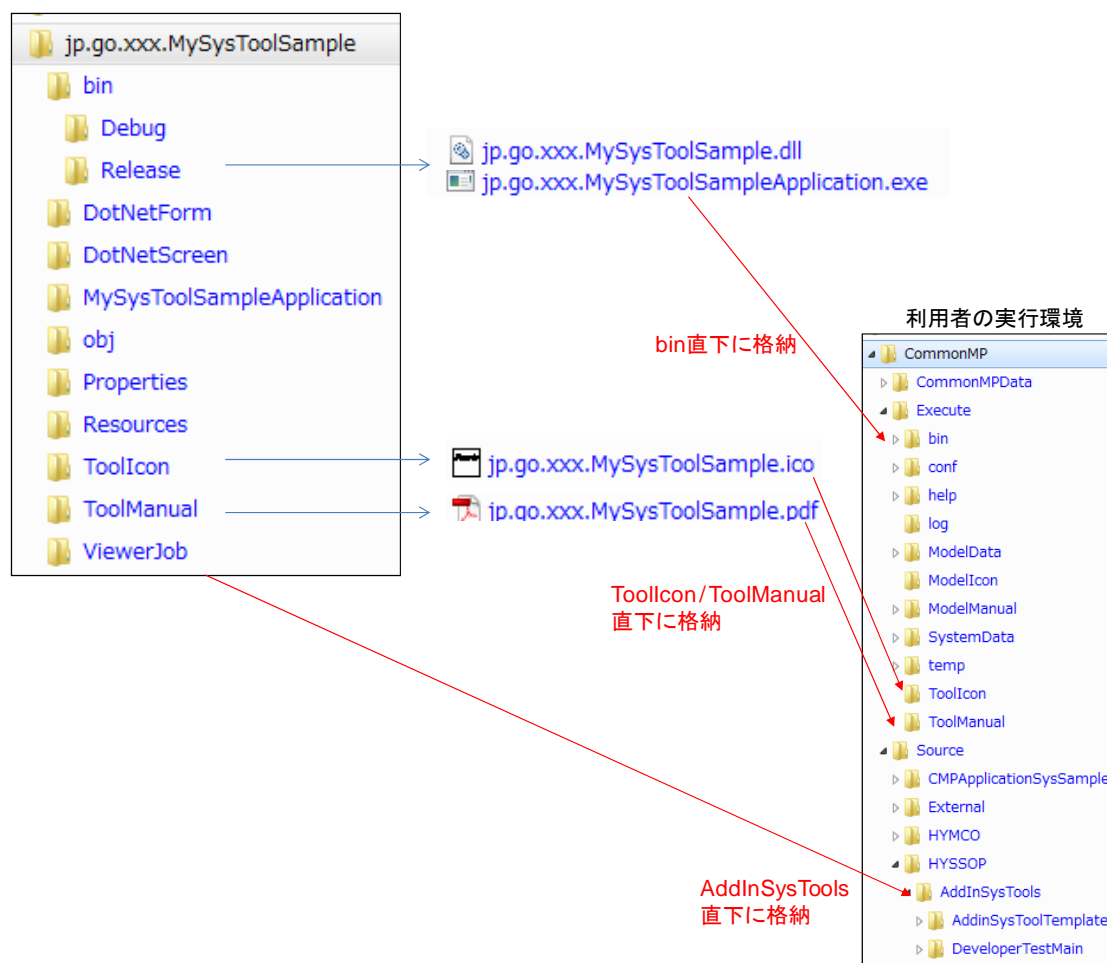 jp.go.xxx.MySysToolSample
bin
Debug
Release
DotNetForm
DotNetScreen
MySysToolSampleApplication
obj
Properties
Resources
ToolIcon
ToolManual
ViewerJob
jp.go.xxx.MySysToolSample.dll
jp.go.xxx.MySysToolSampleApplication.exe
bin直下に格納
jp.go.xxx.MySysToolSample.ico
jp.go.xxx.MySysToolSample.pdf
ToolIcon/ToolManual
直下に格納
AddInSysTools
直下に格納
利用者の実行環境
CommonMP
CommonMPData
Execute
bin
conf
help
log
ModelData
ModelIcon
ModelManual
SystemData
temp
ToolIcon
ToolManual
Source
CMPApplicationSysSample
External
HYMCO
HYSSOP
AddInSysTools
AddinSysToolTemplate
DeveloperTestMain